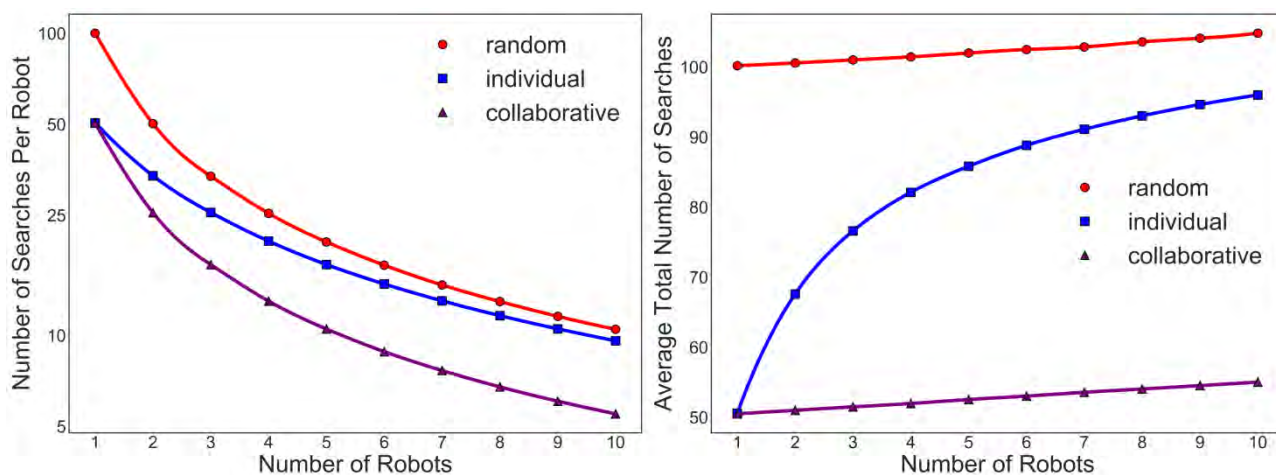 Number of Searches Per Robot
100
50
25
10
5
random
individual
collaborative
1 2 3 4 5 6 7 8 9 10
Number of Robots
Average Total Number of Searches
100
90
80
70
60
50
random
individual
collaborative
1 2 3 4 5 6 7 8 9 10
Number of Robots